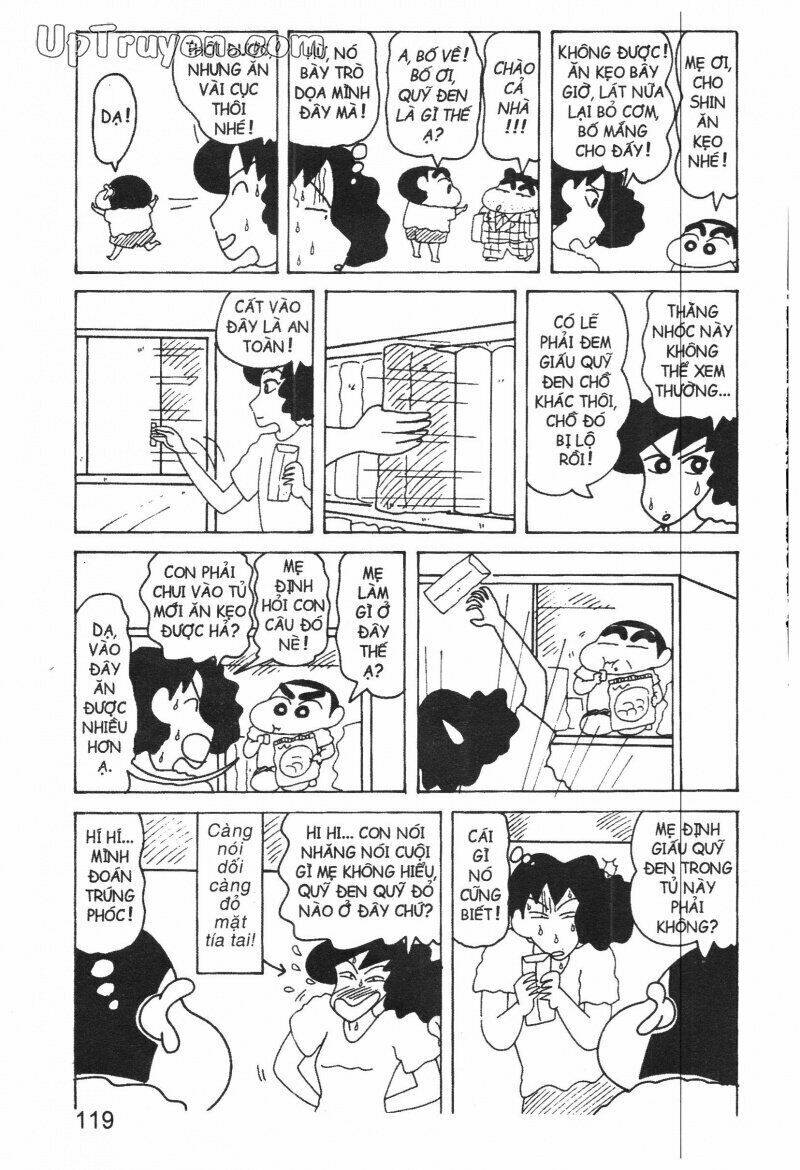 UpTruyen.com
MẸ ƠI,
CHO
SHIN
ĂN
KẸO
NHÉ!
KHÔNG ĐƯỢC!
ĂN KẸO BÂY
GIỜ, LÁT NỮA
LẠI BỎ CƠM,
BỐ MẮNG
CHO ĐẤY!
CHÀO
CẢ
NHÀ
!!!
A, BỐ VỀ!
BỐ ƠI,
QUỸ ĐEN
LÀ GÌ THẾ
Ạ?
HỪ, NÓ
BÀY TRÒ
DỌA MÌNH
ĐÂY MÀ!
THÔI ĐƯỢC,
NHƯNG ĂN
VÀI CỤC
THÔI
NHÉ!
DẠ!
THẰNG
NHÓC NÀY
KHÔNG
THỂ XEM
THƯỜNG...
CÓ LẼ
PHẢI ĐEM
GIẤU QUỸ
ĐEN CHỖ
KHÁC THÔI,
CHỖ ĐÓ
BỊ LỘ
RỒI!
CẤT VÀO
ĐÂY LÀ AN
TOÀN!
MẸ
LÀM
GÌ Ở
ĐÂY
THẾ
Ạ?
MẸ
ĐỊNH
HỎI CON
CÂU ĐỐ
NÈ!
CON PHẢI
CHUI VÀO TỦ
MỚI ĂN KẸO
ĐƯỢC HẢ?
DẠ,
VÀO
ĐÂY ĂN
ĐƯỢC
NHIỀU
HƠN
Ạ.
MẸ ĐỊNH
GIẤU QUỸ
ĐEN TRONG
TỦ NÀY
PHẢI
KHÔNG?
CÁI
GÌ
NÓ
CŨNG
BIẾT!
HI HI... CON NÓI
NHĂNG NÓI CUỘI
GÌ MẸ KHÔNG HIỂU,
QUỸ ĐEN QUỸ ĐỎ
NÀO Ở ĐÂY CHỨ?
Càng
nói
dối
càng
đỏ
mặt
tía tai!
HÍ HÍ...
MÌNH
ĐOÁN
TRÚNG
PHÓC!
119